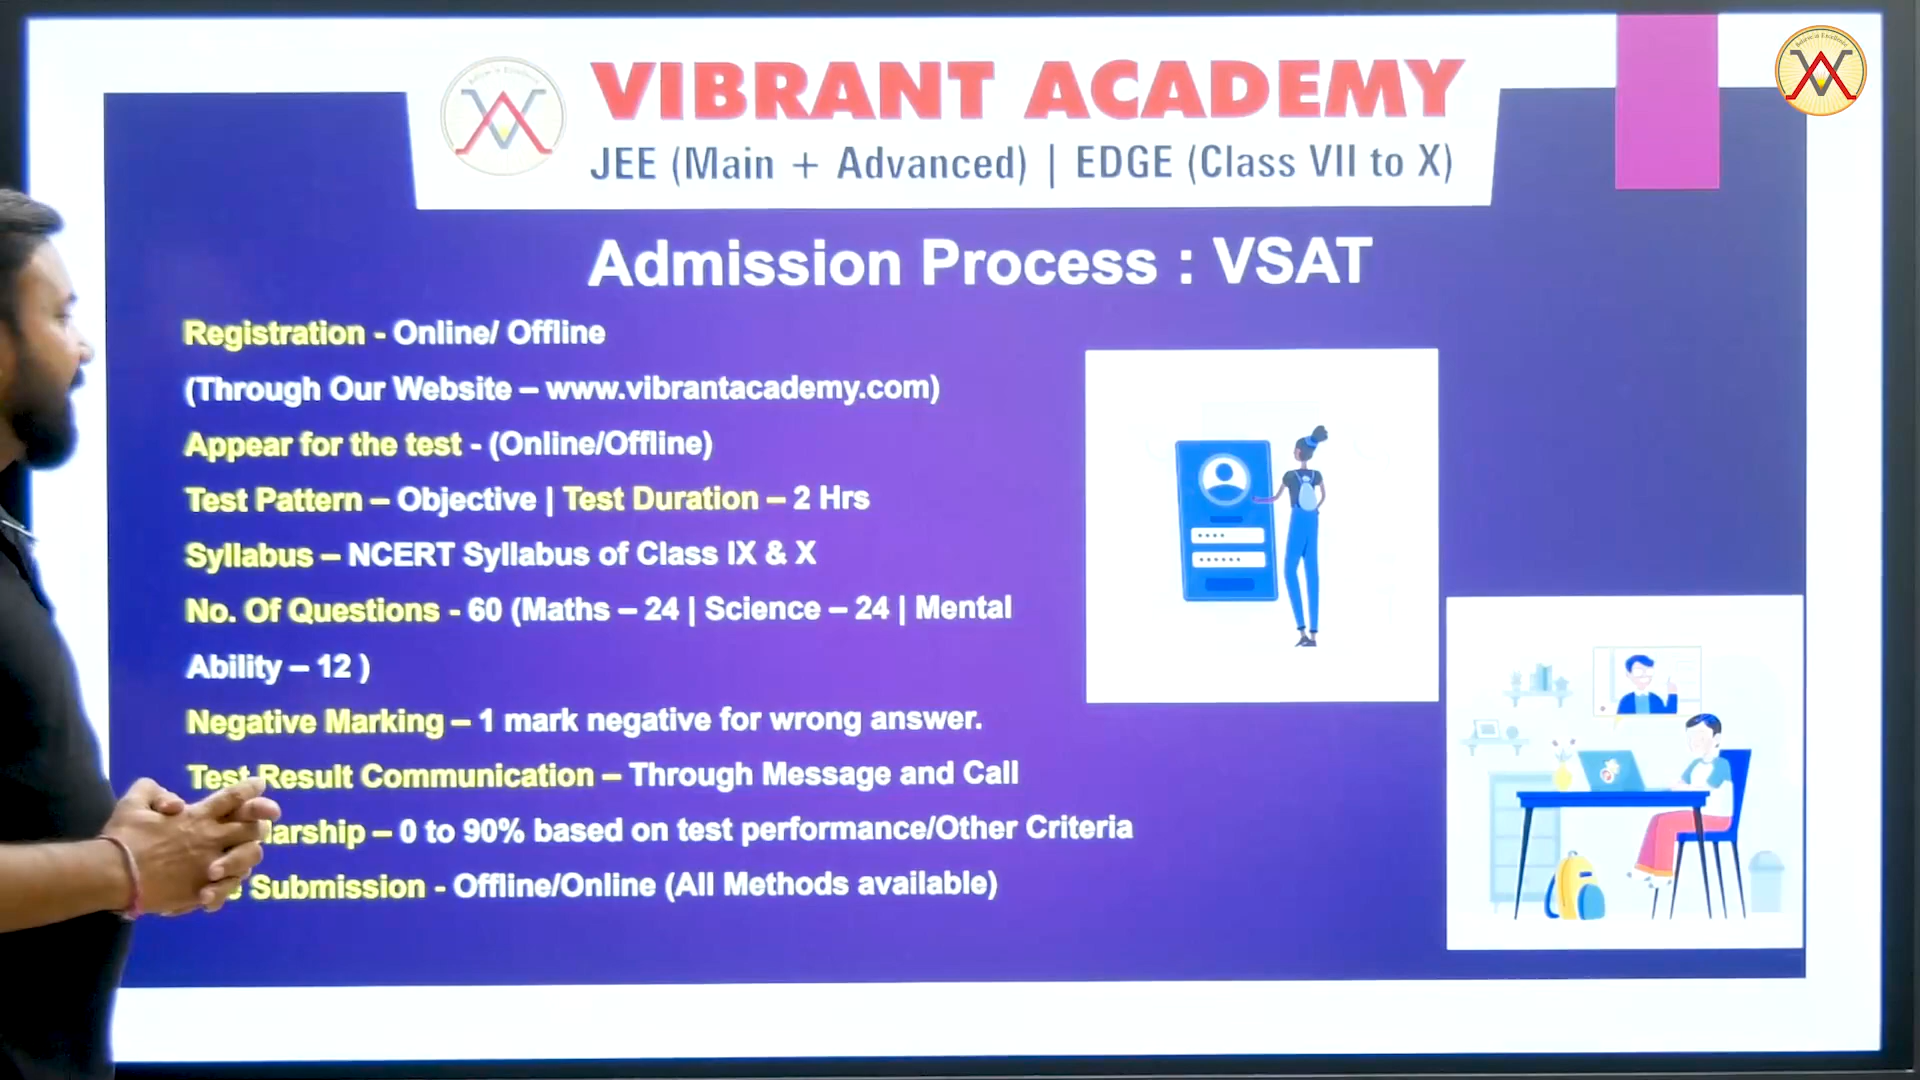 VIBRANT ACADEMY
JEE (Main + Advanced) | EDGE (Class VII to X)
Admission Process : VSAT
Registration - Online/ Offline
(Through Our Website – www.vibrantacademy.com)
Appear for the test - (Online/Offline)
Test Pattern – Objective | Test Duration – 2 Hrs
Syllabus – NCERT Syllabus of Class IX & X
No. Of Questions - 60 (Maths – 24 | Science – 24 | Mental
Ability – 12 )
Negative Marking – 1 mark negative for wrong answer.
Test Result Communication – Through Message and Call
– 0 to 90% based on test performance/Other Criteria
Submission - Offline/Online (All Methods available)